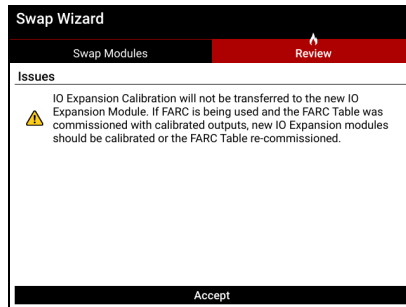 Swap Wizard
Swap Modules
Review
Issues
IO Expansion Calibration will not be transferred to the new IO
Expansion Module. If FARC is being used and the FARC Table was
commissioned with calibrated outputs, new IO Expansion modules
should be calibrated or the FARC Table re-commissioned.
Accept